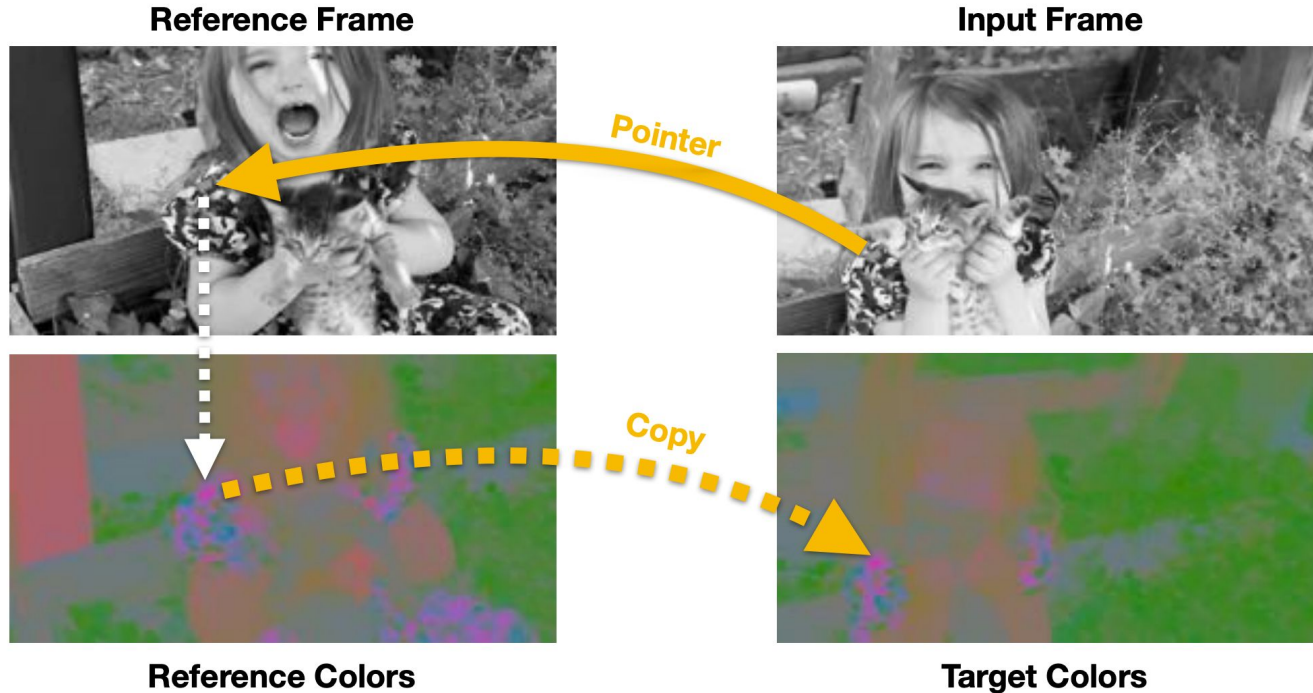 Reference Frame
Input Frame
Pointer
Copy
Reference Colors
Target Colors